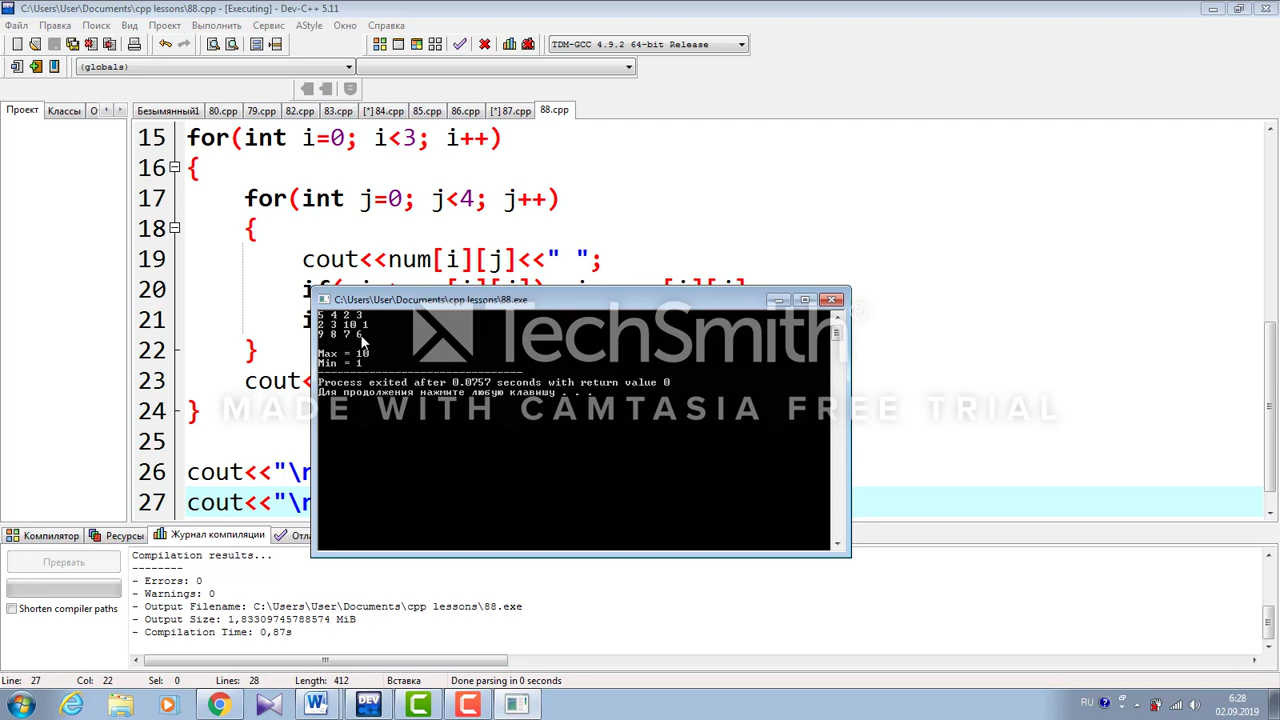 C:\Users\User\Documents\cpp lessons\88.cpp - [Executing] - Dev-C++ 5.11
Файл Правка Поиск Вид Проект Выполнить Сервис AStyle Окно Справка
TDM-GCC 4.9.2 64-bit Release
(globals)
Проект Классы О
Безымянный1 80.cpp 79.cpp 82.cpp 83.cpp [*] 84.cpp 85.cpp 86.cpp [*] 87.cpp 88.cpp
15 for(int i=0; i<3; i++)
16 {
17 for(int j=0; j<4; j++)
18 {
19 cout<<num[i][j]<<" ";
20
21
22 }
23 cout
24 }
25
26 cout<<"\
27 cout<<"\
C:\Users\User\Documents\cpp lessons\88.exe
5 4 2 3
2 3 10 1
9 8 7 6
Max = 10
Min = 1
--------------------------------
Process exited after 0.0757 seconds with return value 0
Для продолжения нажмите любую клавишу . . .
TechSmith
MADE WITH CAMTASIA FREE TRIAL
Компилятор Ресурсы Журнал компиляции Отла
Прервать
Shorten compiler paths
Compilation results...
--------
- Errors: 0
- Warnings: 0
- Output Filename: C:\Users\User\Documents\cpp lessons\88.exe
- Output Size: 1,83309745788574 MiB
- Compilation Time: 0,87s
Line: 27 Col: 22 Sel: 0 Lines: 28 Length: 412 Вставка Done parsing in 0 seconds
RU 6:28
02.09.2019